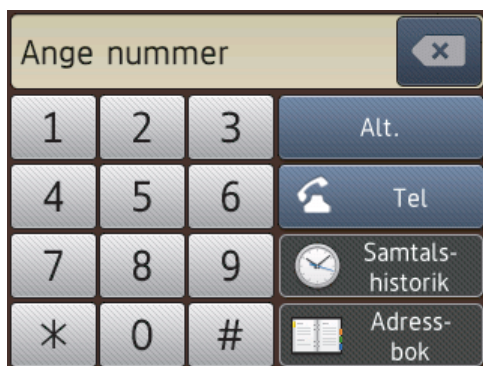 Ange nummer
1 2 3 Alt.
4 5 6 Tel
7 8 9 Samtals-
historik
* 0 # Adress-
bok